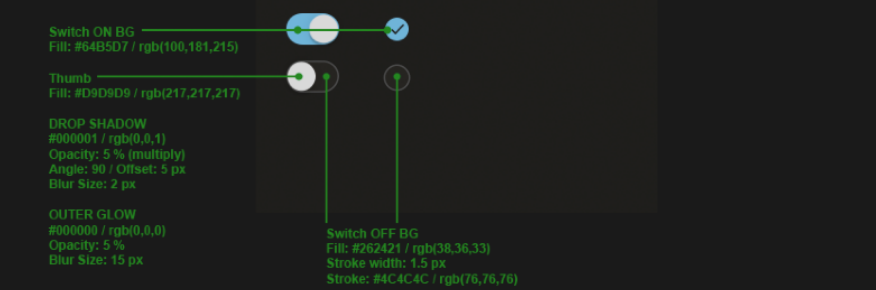 Switch ON BG
Fill: #64B5D7 / rgb(100,181,215)
Thumb
Fill: #D9D9D9 / rgb(217,217,217)
DROP SHADOW
#000001 / rgb(0,0,1)
Opacity: 5 % (multiply)
Angle: 90 / Offset: 5 px
Blur Size: 2 px
OUTER GLOW
#000000 / rgb(0,0,0)
Opacity: 5 %
Blur Size: 15 px
Switch OFF BG
Fill: #262421 / rgb(38,36,33)
Stroke width: 1.5 px
Stroke: #4C4C4C / rgb(76,76,76)